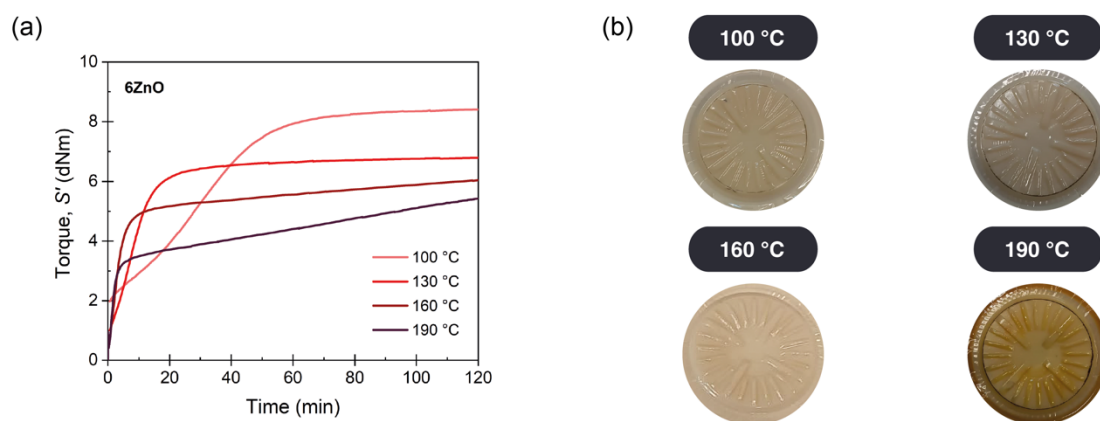 (a)
6ZnO
Torque, S′ (dNm)
10
8
6
4
2
0
0 20 40 60 80 100 120
Time (min)
100 °C
130 °C
160 °C
190 °C
(b)
100 °C
130 °C
160 °C
190 °C